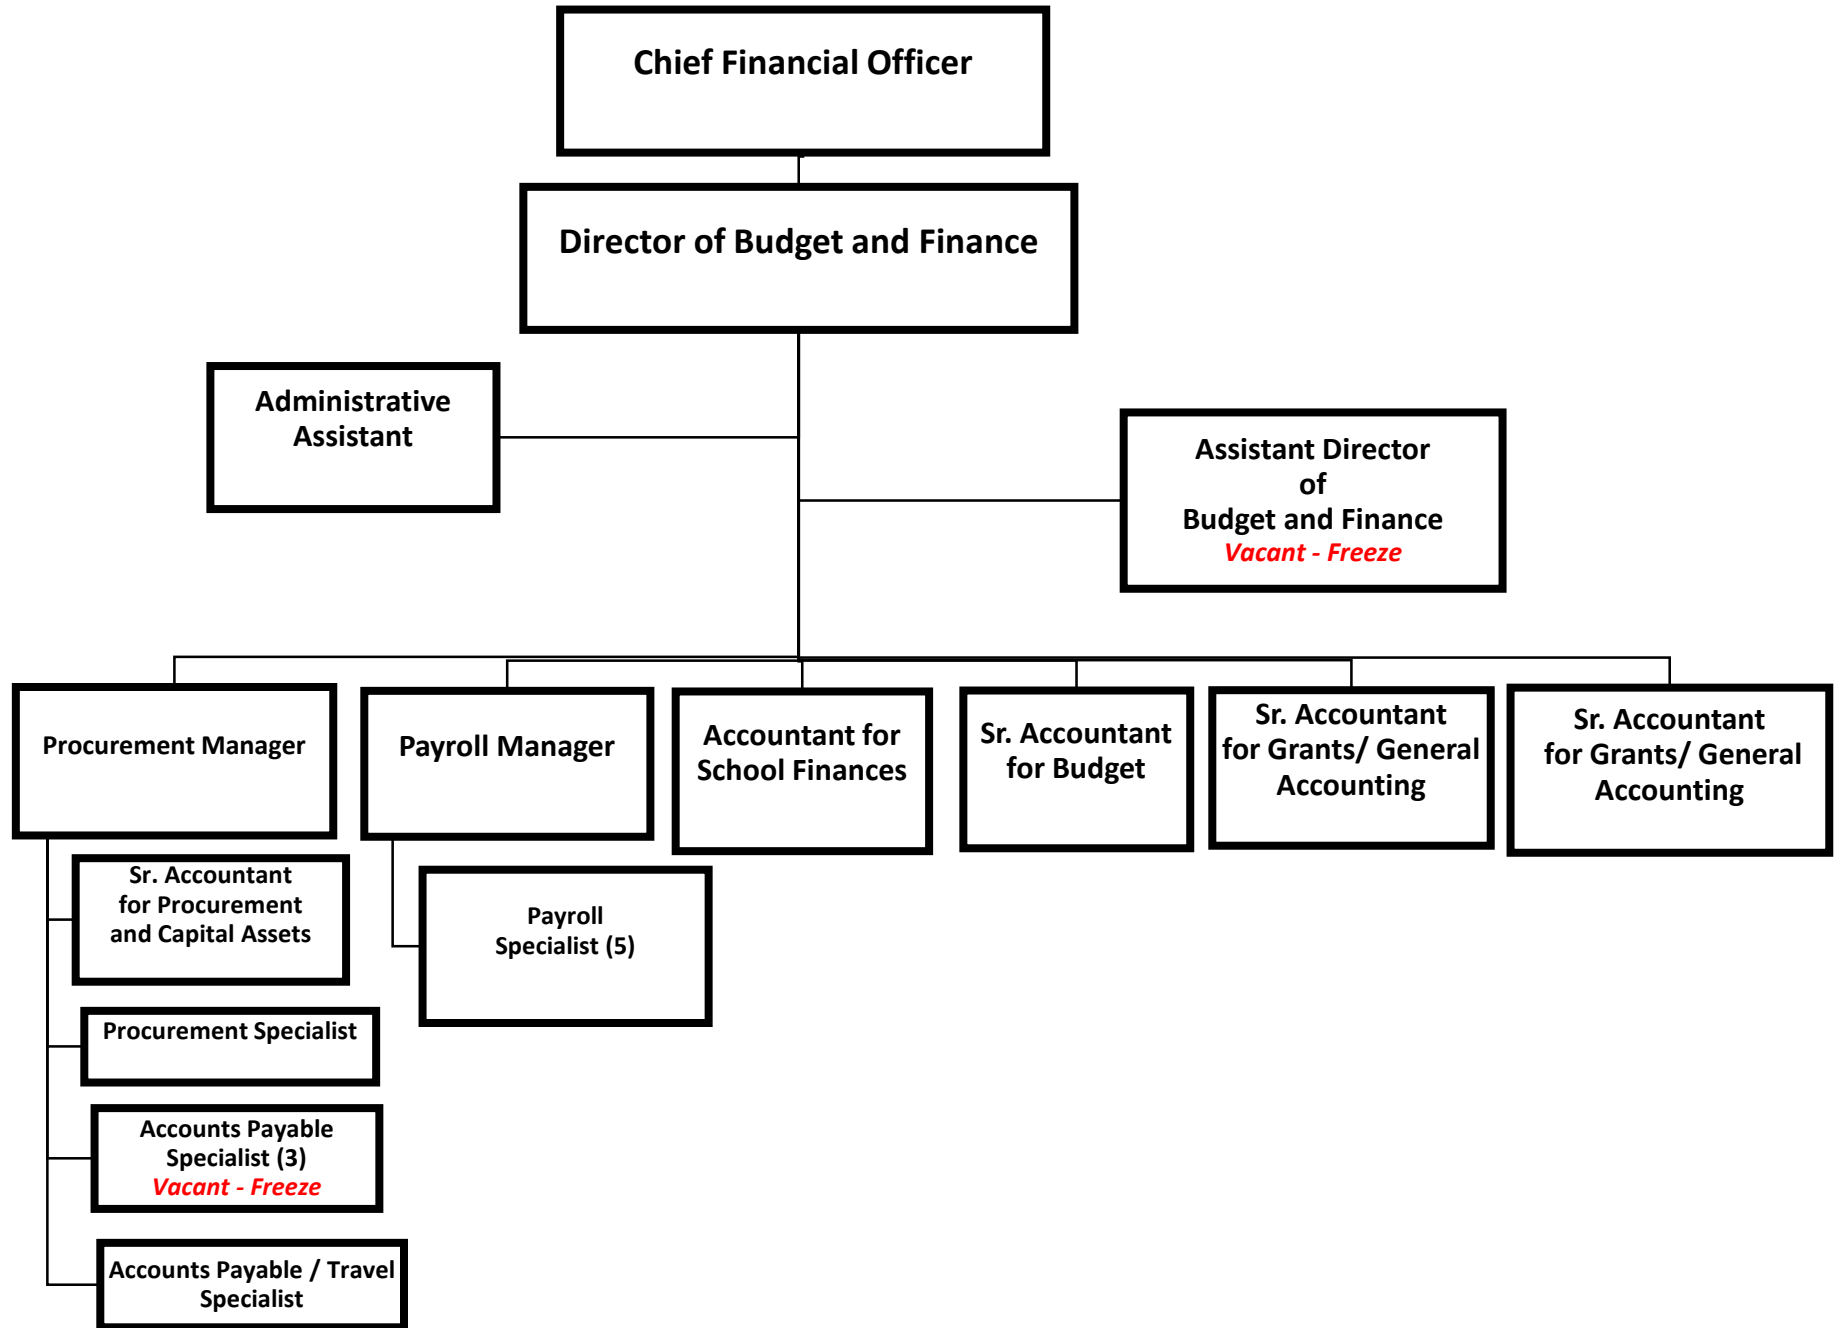 Chief Financial Officer
Director of Budget and Finance
Administrative
Assistant
Assistant Director
of
Budget and Finance
Vacant - Freeze
Procurement Manager
Payroll Manager
Accountant for
School Finances
Sr. Accountant
for Budget
Sr. Accountant
for Grants/ General
Accounting
Sr. Accountant
for Grants/ General
Accounting
Sr. Accountant
for Procurement
and Capital Assets
Payroll
Specialist (5)
Procurement Specialist
Accounts Payable
Specialist (3)
Vacant - Freeze
Accounts Payable / Travel
Specialist